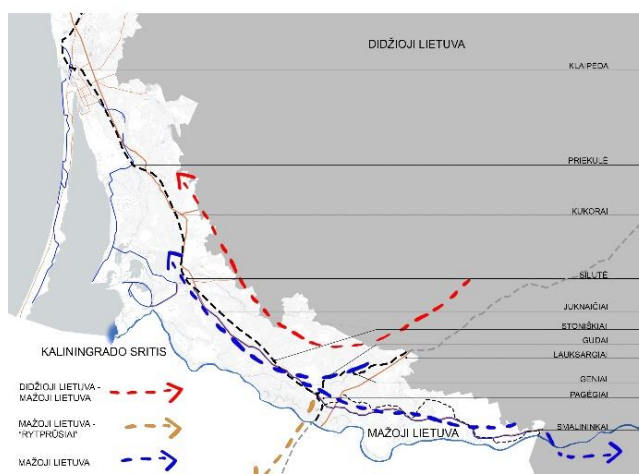 DIDŽIOJI LIETUVA
KLAIPĖDA
PRIEKULĖ
KUKORAI
ŠILUTĖ
JUKNAIČIAI
STONIŠKIAI
GUDAI
LAUKSARGIAI
GENIAI
PAGĖGIAI
SMALININKAI
KALININGRADO SRITIS
MAŽOJI LIETUVA
DIDŽIOJI LIETUVA -
MAŽOJI LIETUVA
MAŽOJI LIETUVA -
"RYTPRŪSIAI"
MAŽOJI LIETUVA